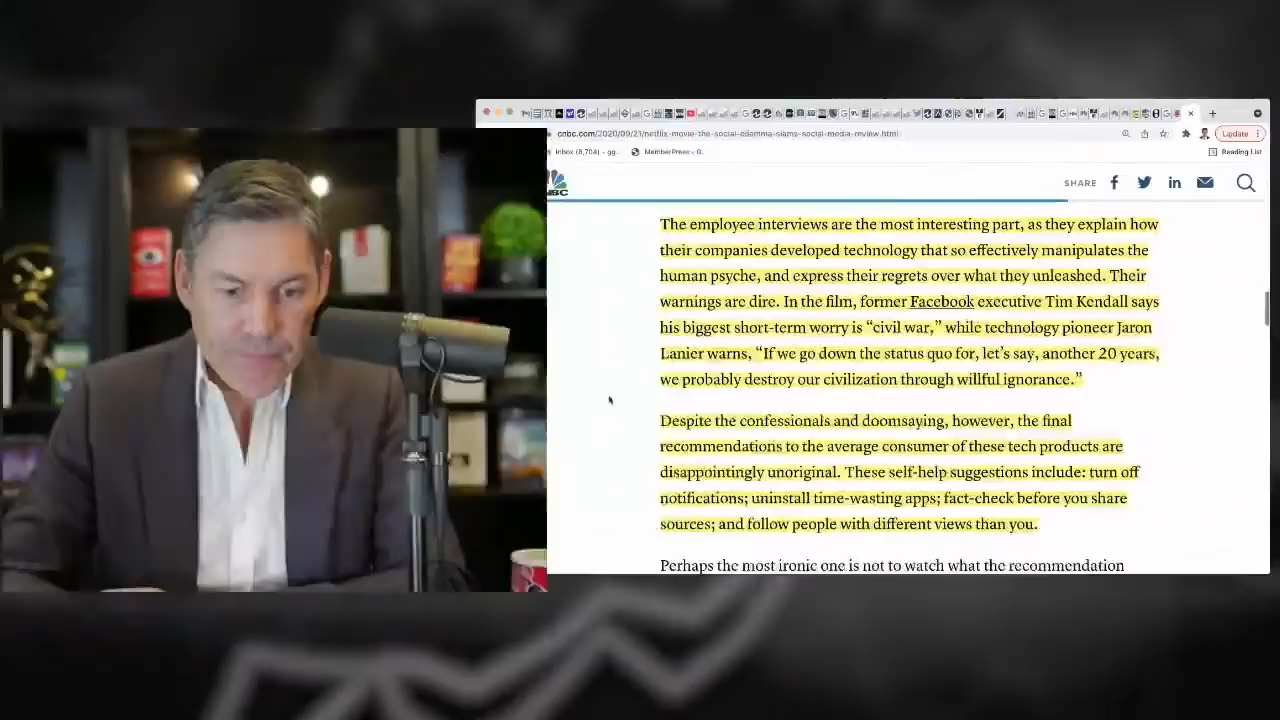 Update
cnbc.com/2020/09/21/netflix-movie-the-social-dilemma-slams-social-media-review.html
Inbox (8,704) - gg...
MemberPress - G.
Reading List
SHARE
The employee interviews are the most interesting part, as they explain how
their companies developed technology that so effectively manipulates the
human psyche, and express their regrets over what they unleashed. Their
warnings are dire. In the film, former Facebook executive Tim Kendall says
his biggest short-term worry is “civil war,” while technology pioneer Jaron
Lanier warns, “If we go down the status quo for, let’s say, another 20 years,
we probably destroy our civilization through willful ignorance.”
Despite the confessionals and doomsaying, however, the final
recommendations to the average consumer of these tech products are
disappointingly unoriginal. These self-help suggestions include: turn off
notifications; uninstall time-wasting apps; fact-check before you share
sources; and follow people with different views than you.
Perhaps the most ironic one is not to watch what the recommendation